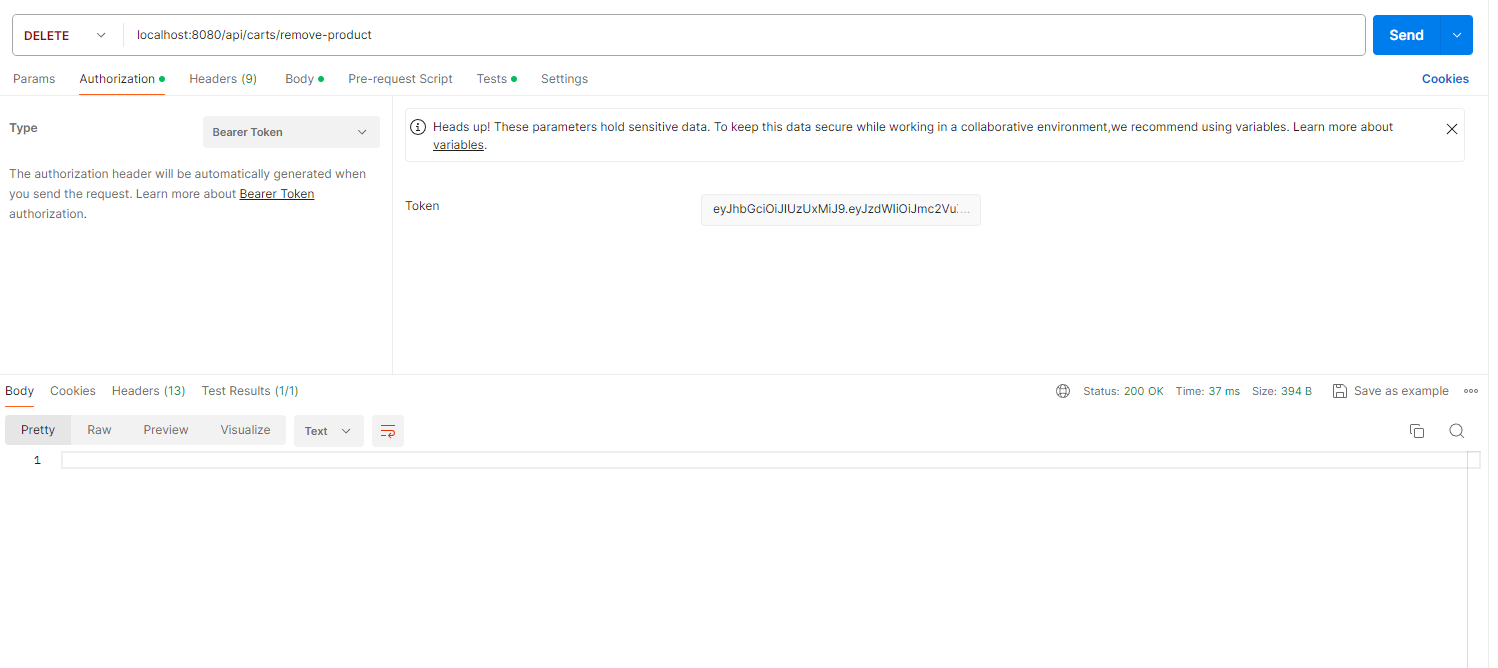 DELETE localhost:8080/api/carts/remove-product Send
Params Authorization Headers (9) Body Pre-request Script Tests Settings Cookies
Type Bearer Token
The authorization header will be automatically generated when
you send the request. Learn more about Bearer Token
authorization.
Heads up! These parameters hold sensitive data. To keep this data secure while working in a collaborative environment,we recommend using variables. Learn more about
variables.
Token eyJhbGciOiJIUzUxMiJ9.eyJzdWIiOiJmc2Vu...
Body Cookies Headers (13) Test Results (1/1) Status: 200 OK Time: 37 ms Size: 394 B Save as example
Pretty Raw Preview Visualize Text
1